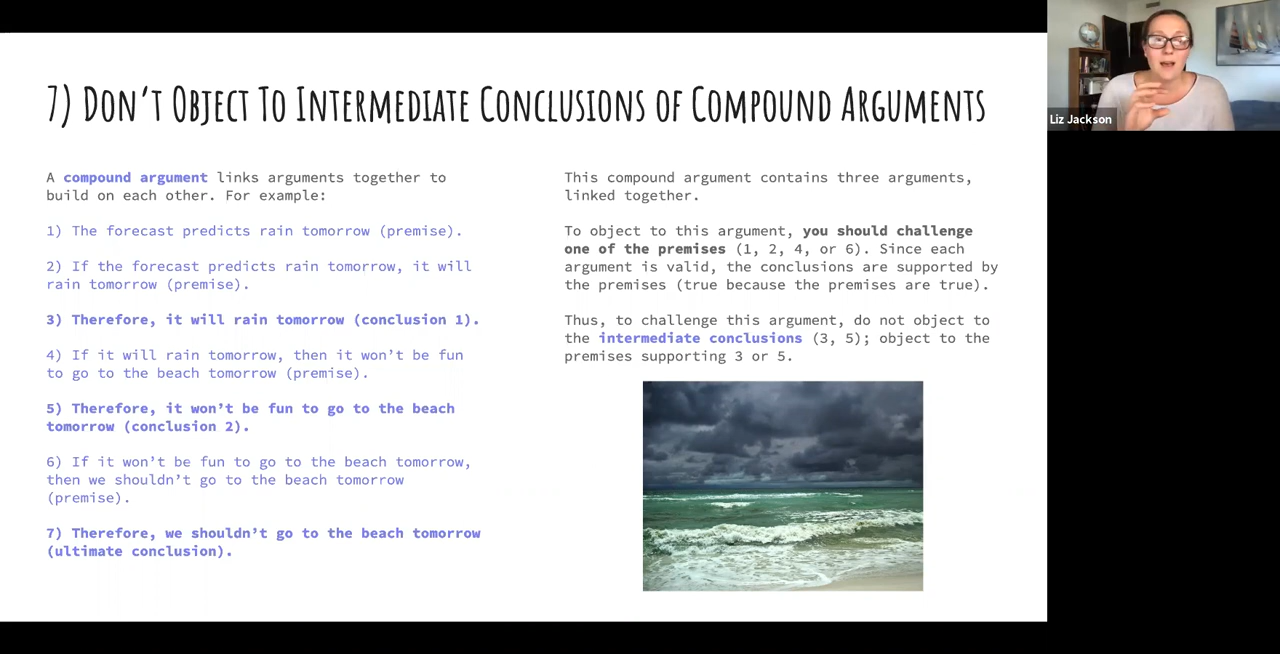 7) Don't Object To Intermediate Conclusions of Compound Arguments
A compound argument links arguments together to
build on each other. For example:
1) The forecast predicts rain tomorrow (premise).
2) If the forecast predicts rain tomorrow, it will
rain tomorrow (premise).
3) Therefore, it will rain tomorrow (conclusion 1).
4) If it will rain tomorrow, then it won't be fun
to go to the beach tomorrow (premise).
5) Therefore, it won't be fun to go to the beach
tomorrow (conclusion 2).
6) If it won't be fun to go to the beach tomorrow,
then we shouldn't go to the beach tomorrow
(premise).
7) Therefore, we shouldn't go to the beach tomorrow
(ultimate conclusion).
This compound argument contains three arguments,
linked together.
To object to this argument, you should challenge
one of the premises (1, 2, 4, or 6). Since each
argument is valid, the conclusions are supported by
the premises (true because the premises are true).
Thus, to challenge this argument, do not object to
the intermediate conclusions (3, 5); object to the
premises supporting 3 or 5.
Liz Jackson